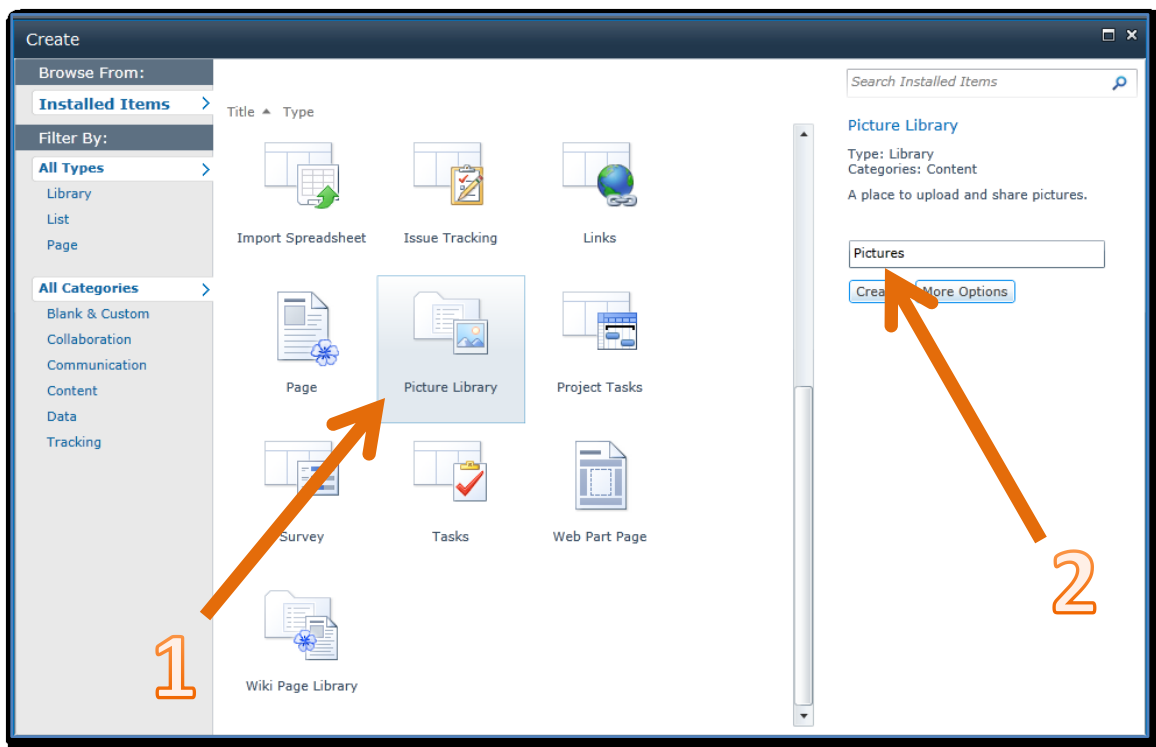 Create
Browse From:
Installed Items
Filter By:
All Types
Library
List
Page
All Categories
Blank & Custom
Collaboration
Communication
Content
Data
Tracking
Title Type
Import Spreadsheet
Issue Tracking
Links
Page
Picture Library
Project Tasks
Survey
Tasks
Web Part Page
Wiki Page Library
1
Search Installed Items
Picture Library
Type: Library
Categories: Content
A place to upload and share pictures.
Pictures
More Options
2